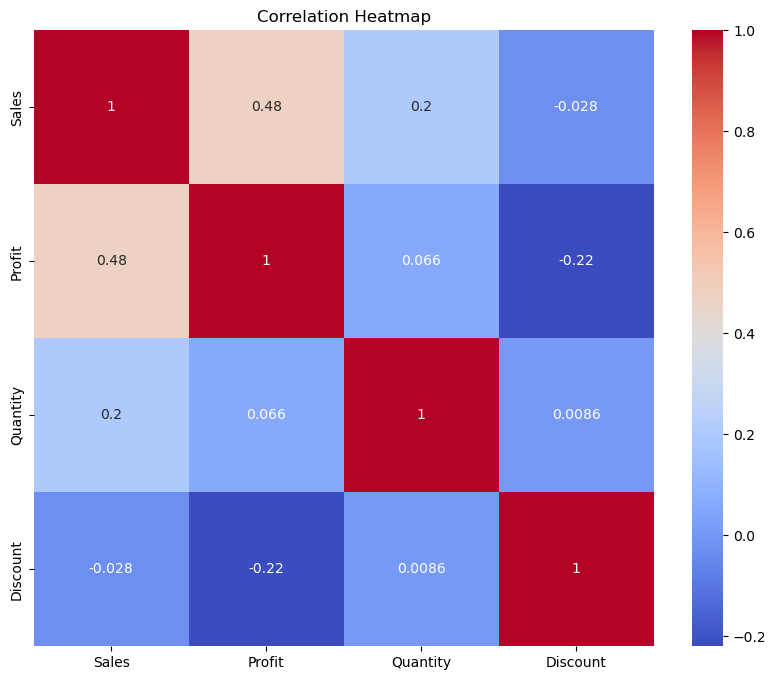 Correlation Heatmap
Sales
1
0.48
0.2
-0.028
Profit
0.48
1
0.066
-0.22
Quantity
0.2
0.066
1
0.0086
Discount
-0.028
-0.22
0.0086
1
Sales
Profit
Quantity
Discount
1.0
0.8
0.6
0.4
0.2
0.0
−0.2